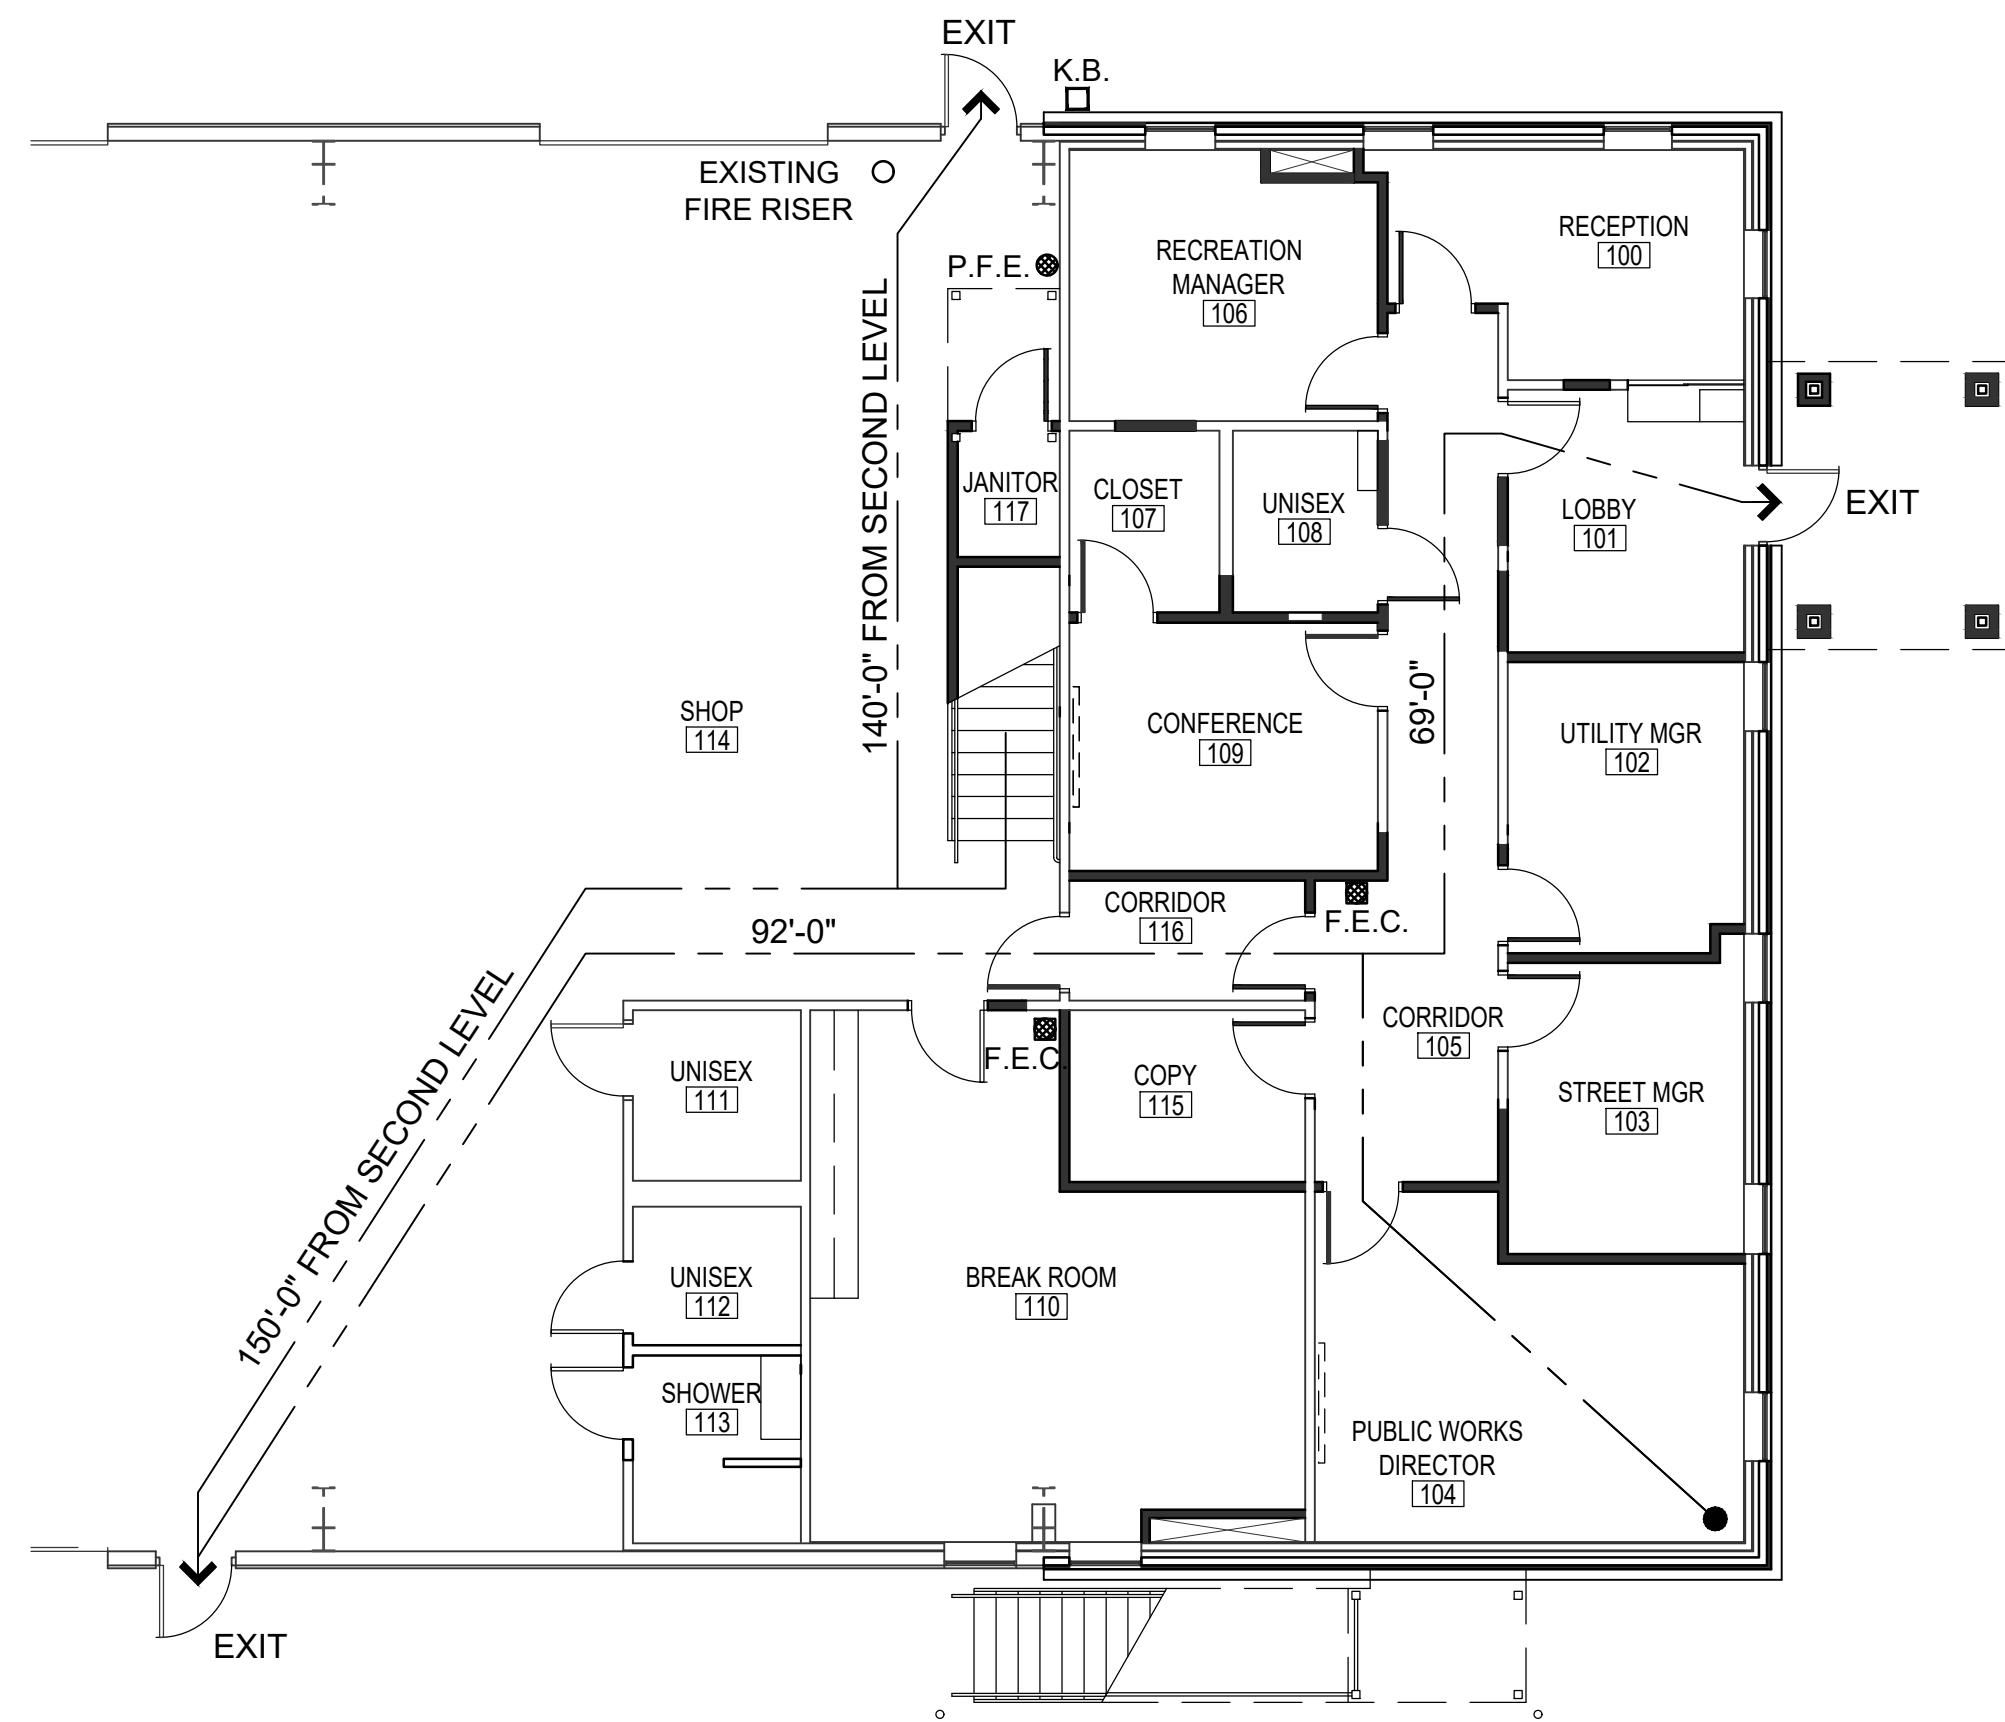 EXIT
K.B.
EXISTING
FIRE RISER
P.F.E.
RECREATION
MANAGER
106
RECEPTION
100
140'-0" FROM SECOND LEVEL
JANITOR
117
CLOSET
107
UNISEX
108
LOBBY
101
EXIT
SHOP
114
CONFERENCE
109
69'-0"
UTILITY MGR
102
CORRIDOR
116
F.E.C.
92'-0"
150'-0" FROM SECOND LEVEL
F.E.C.
CORRIDOR
105
UNISEX
111
COPY
115
STREET MGR
103
UNISEX
112
BREAK ROOM
110
SHOWER
113
PUBLIC WORKS
DIRECTOR
104
EXIT